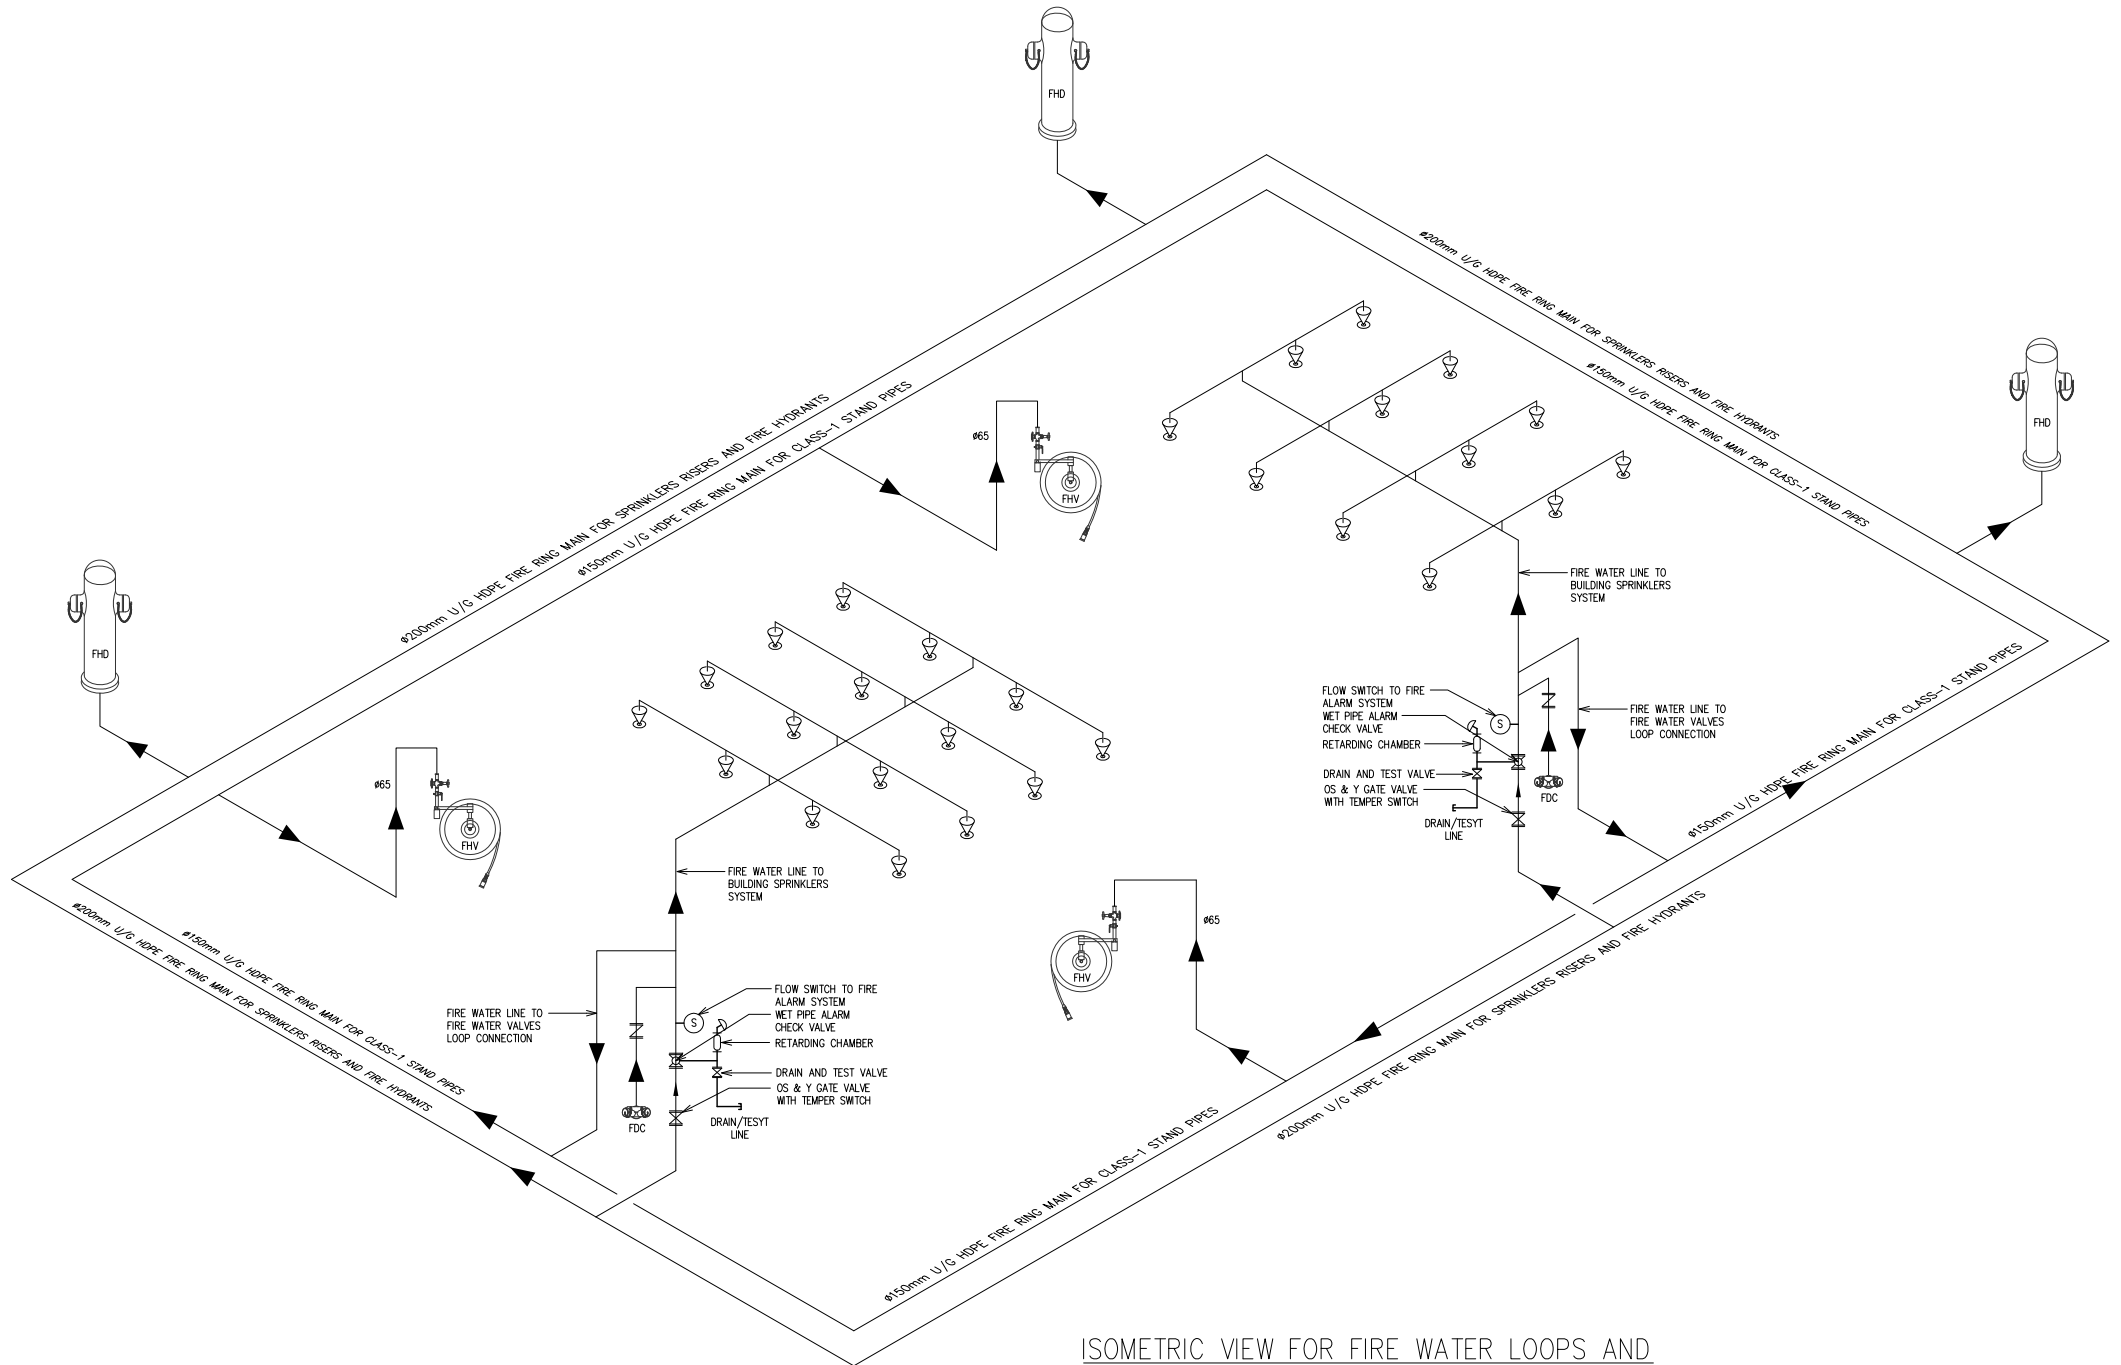 FHD
ø200mm U/G HDPE FIRE RING MAIN FOR SPRINKLERS RISERS AND FIRE HYDRANTS
ø150mm U/G HDPE FIRE RING MAIN FOR CLASS-1 STAND PIPES
FHD
ø200mm U/G HDPE FIRE RING MAIN FOR SPRINKLERS RISERS AND FIRE HYDRANTS
ø150mm U/G HDPE FIRE RING MAIN FOR CLASS-1 STAND PIPES
ø65
FHV
FHD
FIRE WATER LINE TO
BUILDING SPRINKLERS
SYSTEM
FLOW SWITCH TO FIRE
ALARM SYSTEM
WET PIPE ALARM
CHECK VALVE
RETARDING CHAMBER
DRAIN AND TEST VALVE
OS & Y GATE VALVE
WITH TEMPER SWITCH
DRAIN/TESYT
LINE
S
FDC
FIRE WATER LINE TO
FIRE WATER VALVES
LOOP CONNECTION
ø150mm U/G HDPE FIRE RING MAIN FOR CLASS-1 STAND PIPES
ø65
FHV
FIRE WATER LINE TO
BUILDING SPRINKLERS
SYSTEM
ø65
FHV
ø200mm U/G HDPE FIRE RING MAIN FOR SPRINKLERS RISERS AND FIRE HYDRANTS
ø150mm U/G HDPE FIRE RING MAIN FOR CLASS-1 STAND PIPES
FIRE WATER LINE TO
FIRE WATER VALVES
LOOP CONNECTION
FLOW SWITCH TO FIRE
ALARM SYSTEM
WET PIPE ALARM
CHECK VALVE
RETARDING CHAMBER
DRAIN AND TEST VALVE
OS & Y GATE VALVE
WITH TEMPER SWITCH
S
FDC
DRAIN/TESYT
LINE
ø200mm U/G HDPE FIRE RING MAIN FOR SPRINKLERS RISERS AND FIRE HYDRANTS
ø150mm U/G HDPE FIRE RING MAIN FOR CLASS-1 STAND PIPES
ISOMETRIC VIEW FOR FIRE WATER LOOPS AND